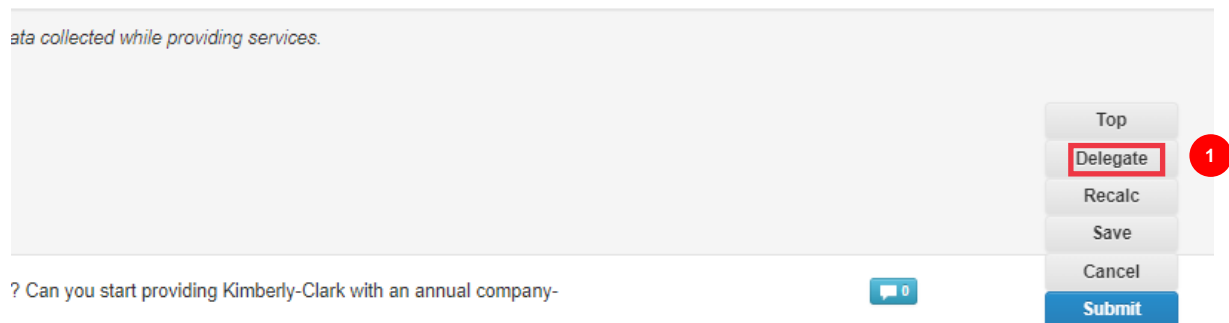 ata collected while providing services.
Top
Delegate
1
Recalc
Save
Cancel
? Can you start providing Kimberly-Clark with an annual company-
0
Submit